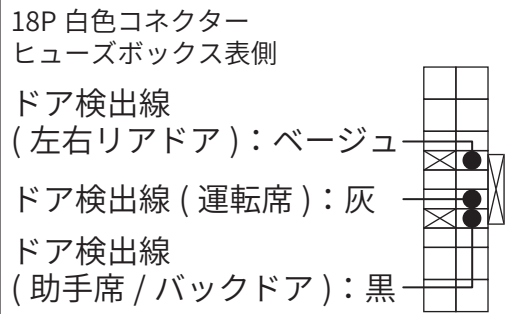 18P 白色コネクター
ヒューズボックス表側
ドア検出線
( 左右リアドア )：ベージュ
ドア検出線 ( 運転席 )：灰
ドア検出線
( 助手席 / バックドア )：黒